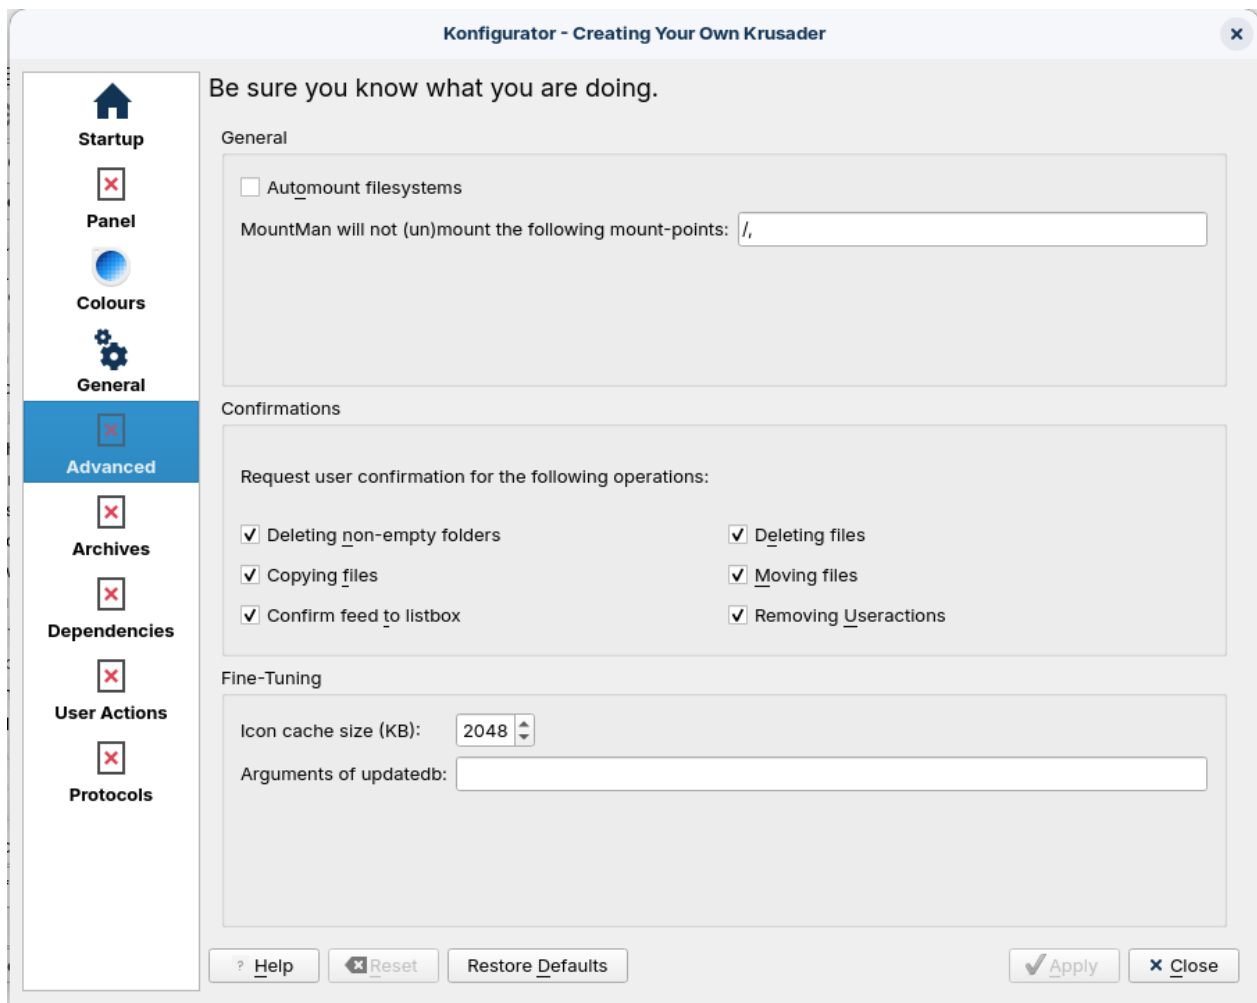 Konfigurator - Creating Your Own Krusader
Startup
Panel
Colours
General
Advanced
Archives
Dependencies
User Actions
Protocols
Be sure you know what you are doing.
General
Automount filesystems
MountMan will not (un)mount the following mount-points: /,
Confirmations
Request user confirmation for the following operations:
Deleting non-empty folders Deleting files
Copying files Moving files
Confirm feed to listbox Removing Useractions
Fine-Tuning
Icon cache size (KB): 2048
Arguments of updatedb:
? Help Reset Restore Defaults Apply Close